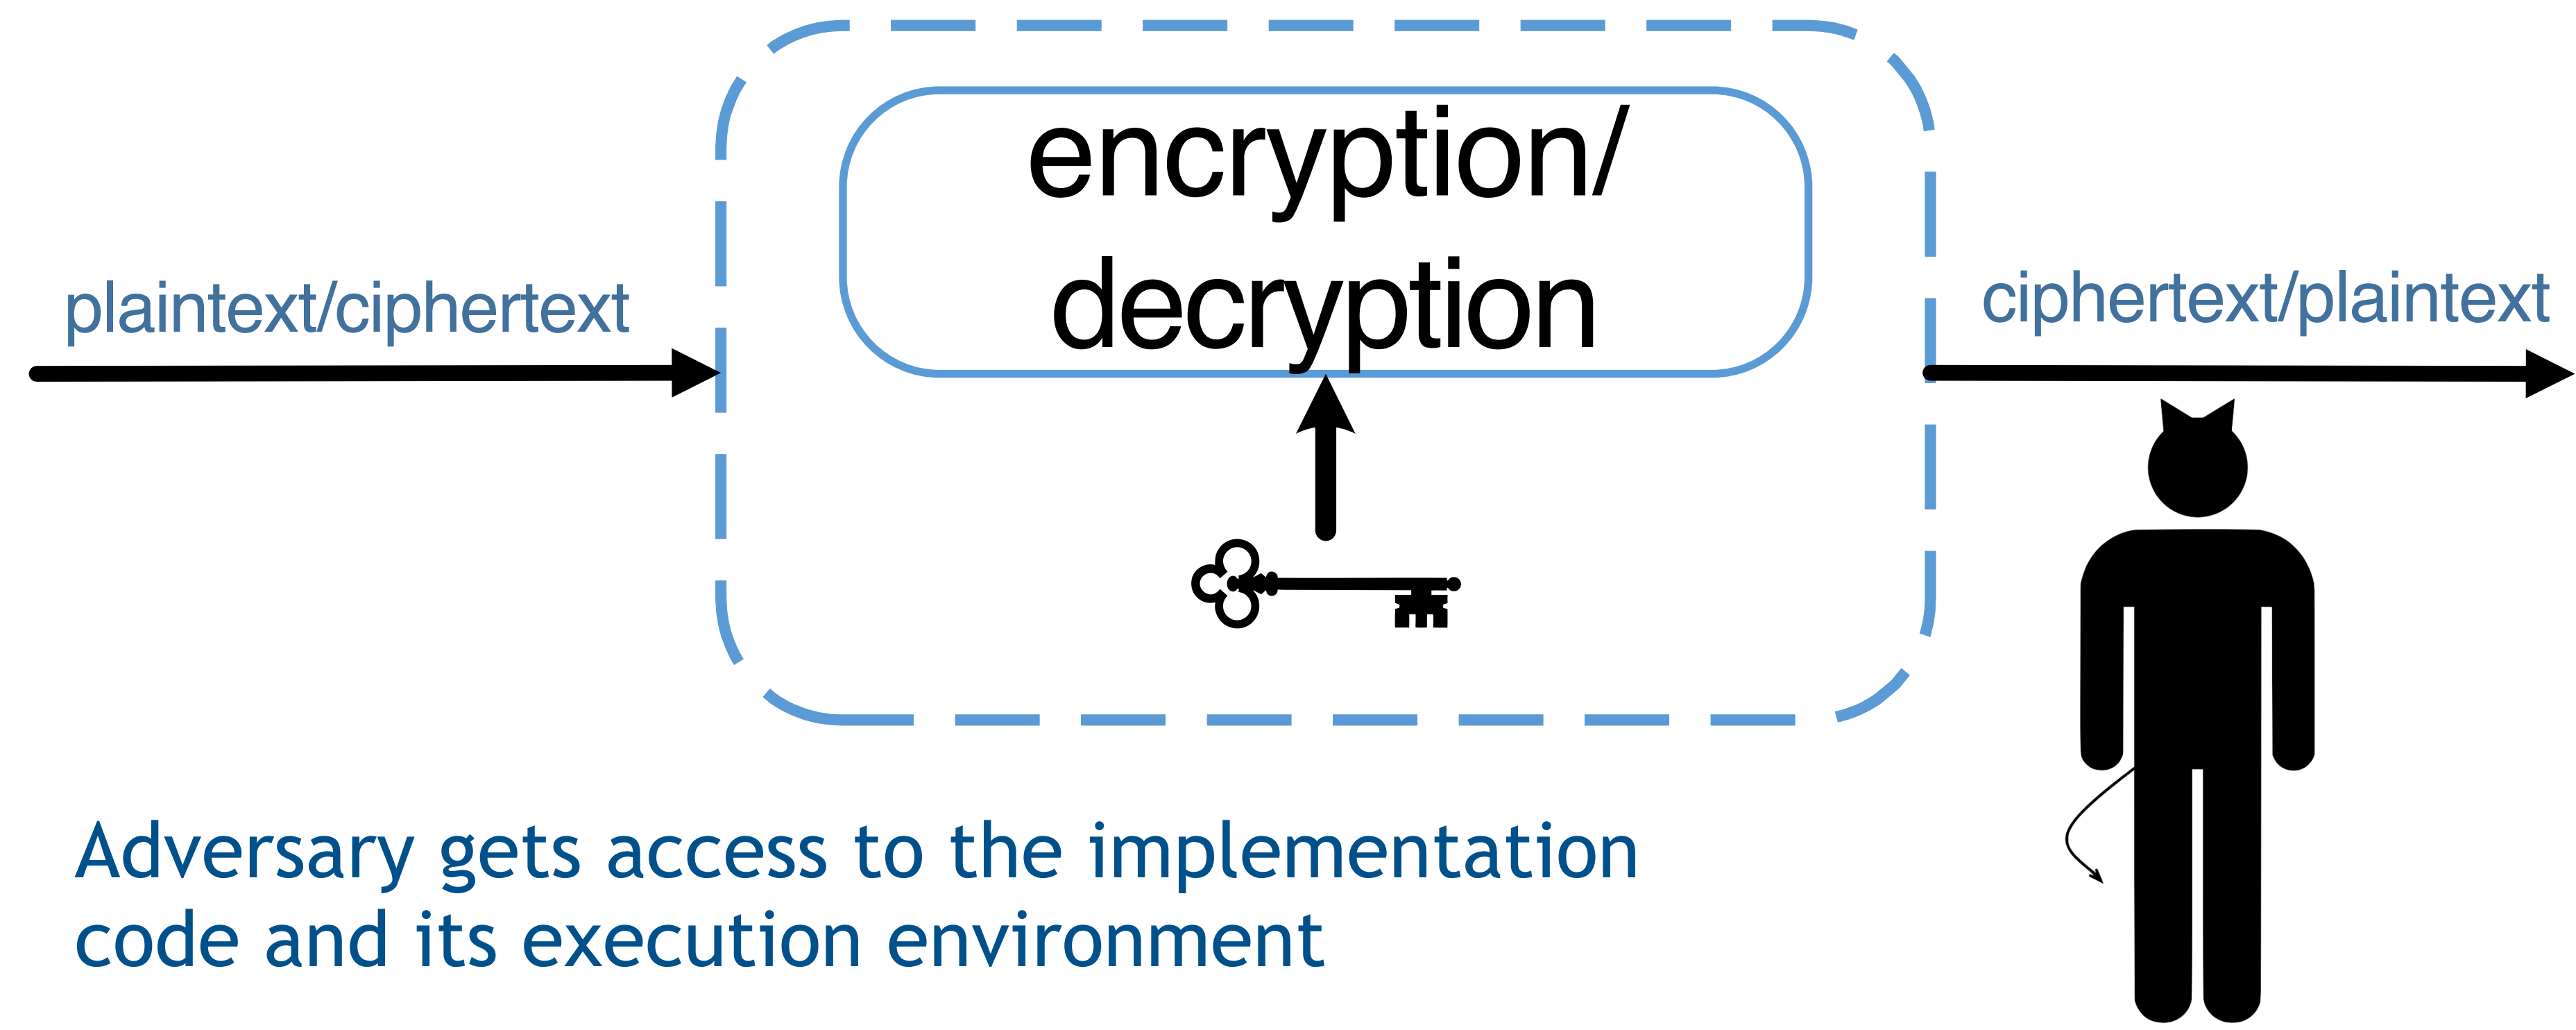 encryption/
decryption
plaintext/ciphertext
ciphertext/plaintext
Adversary gets access to the implementation
code and its execution environment